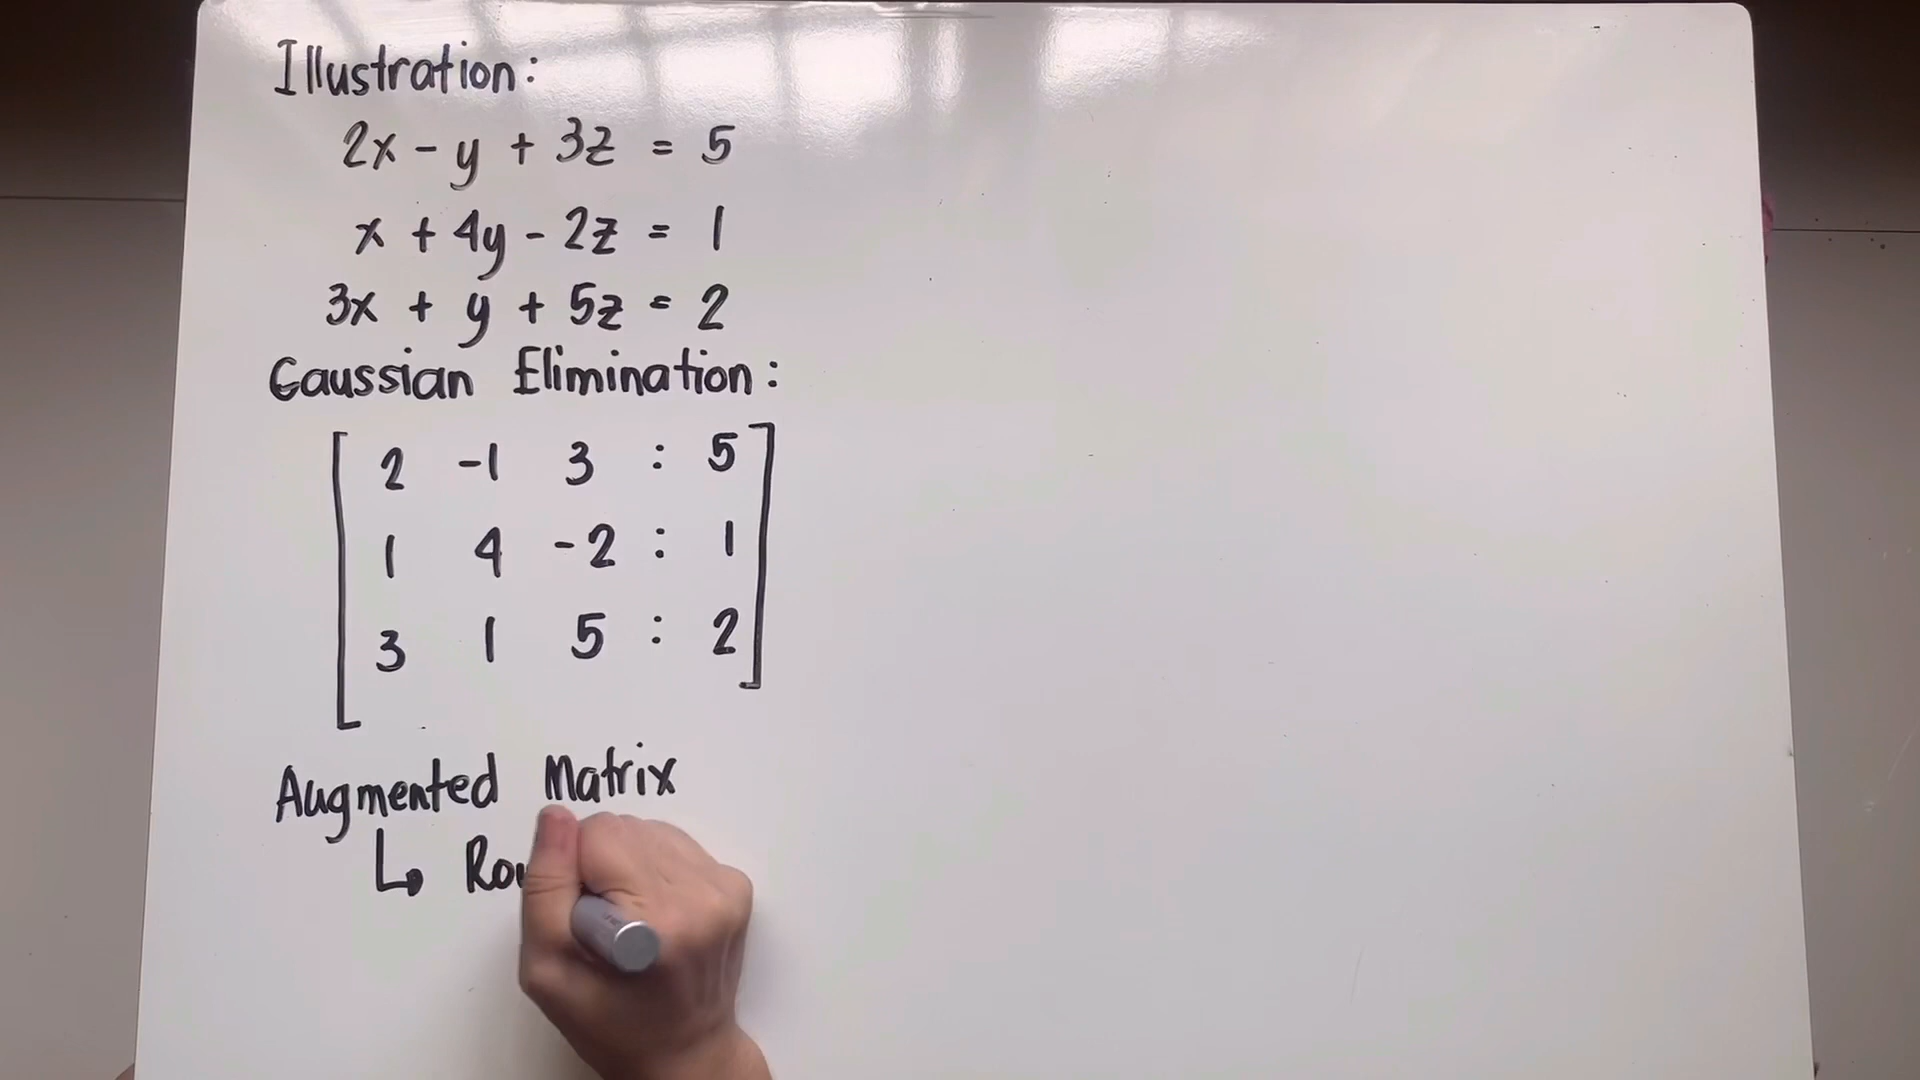 Illustration:
2x - y + 3z = 5
x + 4y - 2z = 1
3x + y + 5z = 2
Gaussian Elimination:
2 -1 3 : 5
1 4 -2 : 1
3 1 5 : 2
Augmented Matrix
↳